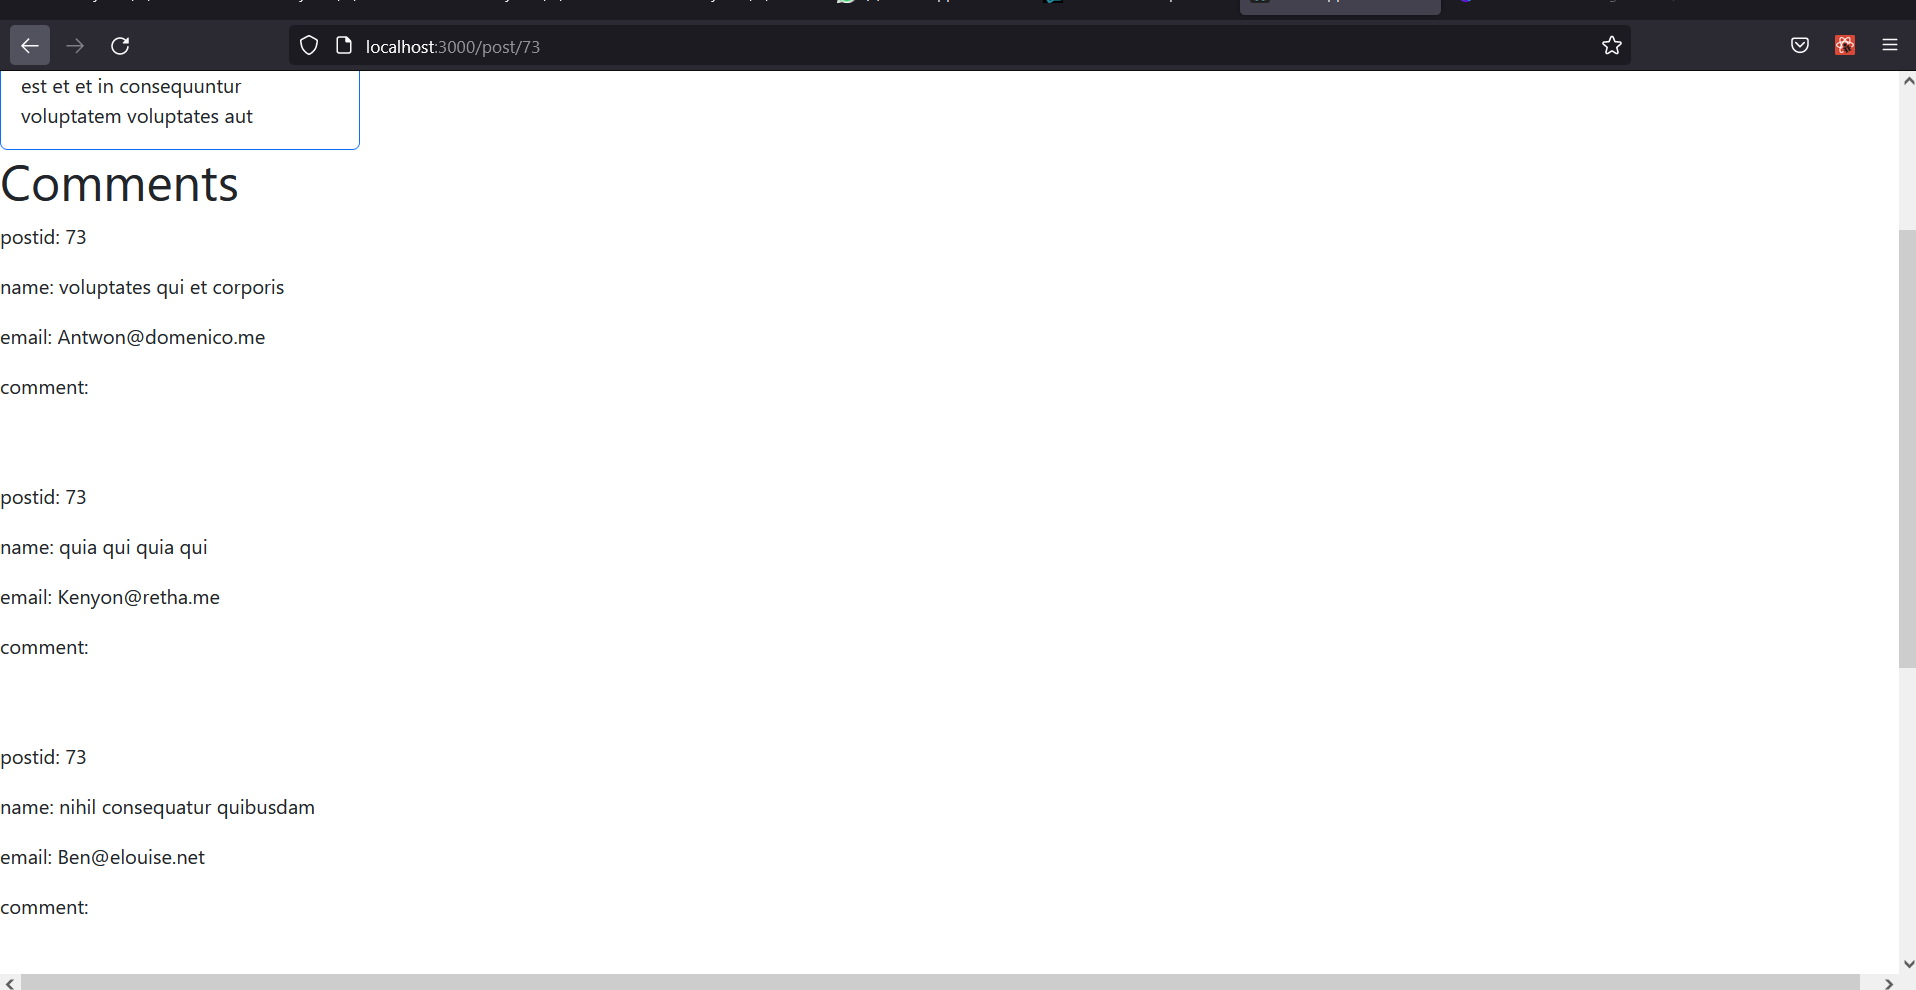 localhost:3000/post/73
est et et in consequuntur
voluptatem voluptates aut
Comments
postid: 73
name: voluptates qui et corporis
email: Antwon@domenico.me
comment:
postid: 73
name: quia qui quia qui
email: Kenyon@retha.me
comment:
postid: 73
name: nihil consequatur quibusdam
email: Ben@elouise.net
comment: